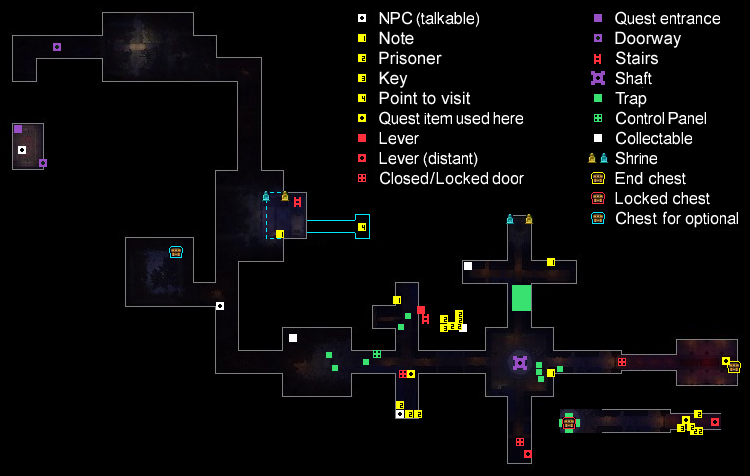 NPC (talkable)
Note
Prisoner
Key
Point to visit
Quest item used here
Lever
Lever (distant)
Closed/Locked door
Quest entrance
Doorway
Stairs
Shaft
Trap
Control Panel
Collectable
Shrine
End chest
Locked chest
Chest for optional